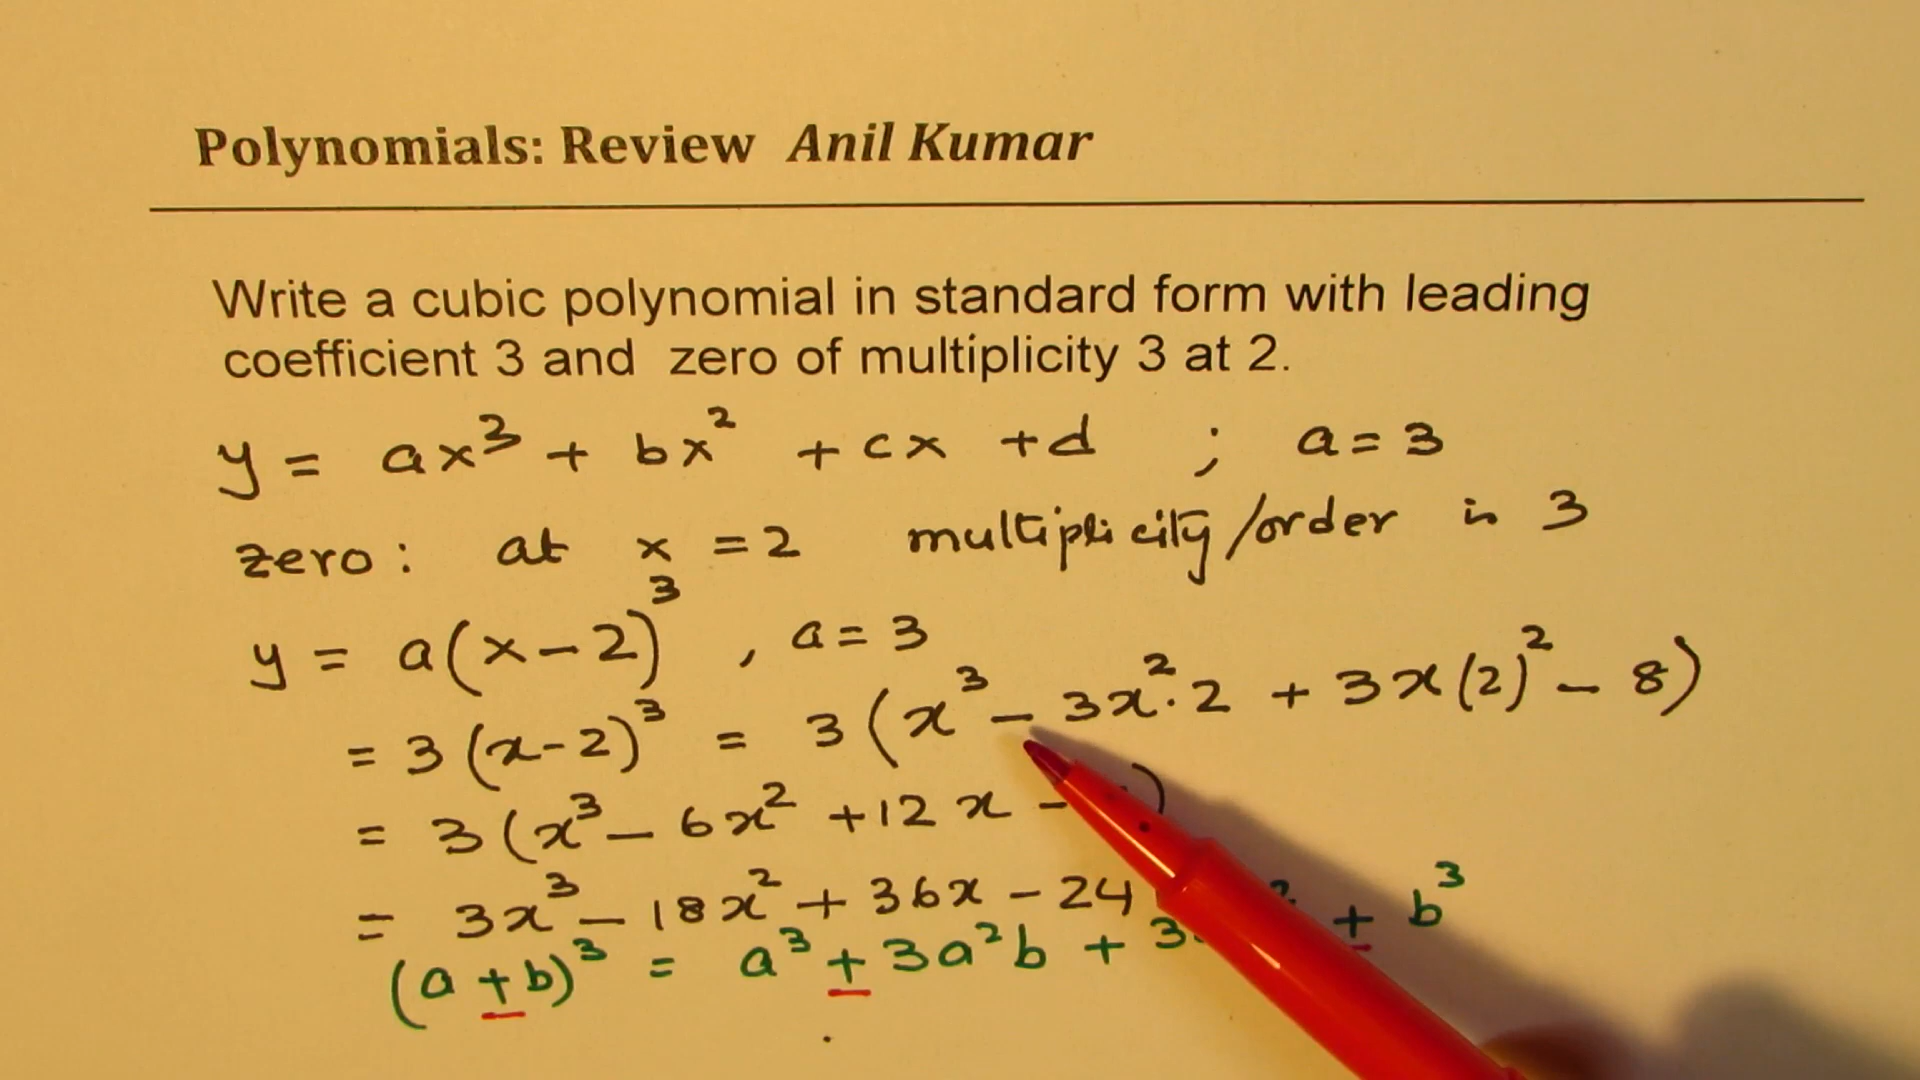 Polynomials: Review Anil Kumar
Write a cubic polynomial in standard form with leading
coefficient 3 and zero of multiplicity 3 at 2.
y = ax³ + bx² + cx + d ; a = 3
zero: at x = 2 multiplicity/order is 3
y = a(x-2)³ , a = 3
= 3(x-2)³ = 3(x³ - 3x²·2 + 3x(2)² - 8)
= 3(x³ - 6x² + 12x - )
= 3x³ - 18x² + 36x - 24
(a + b)³ = a³ + 3a²b + 3 ² + b³